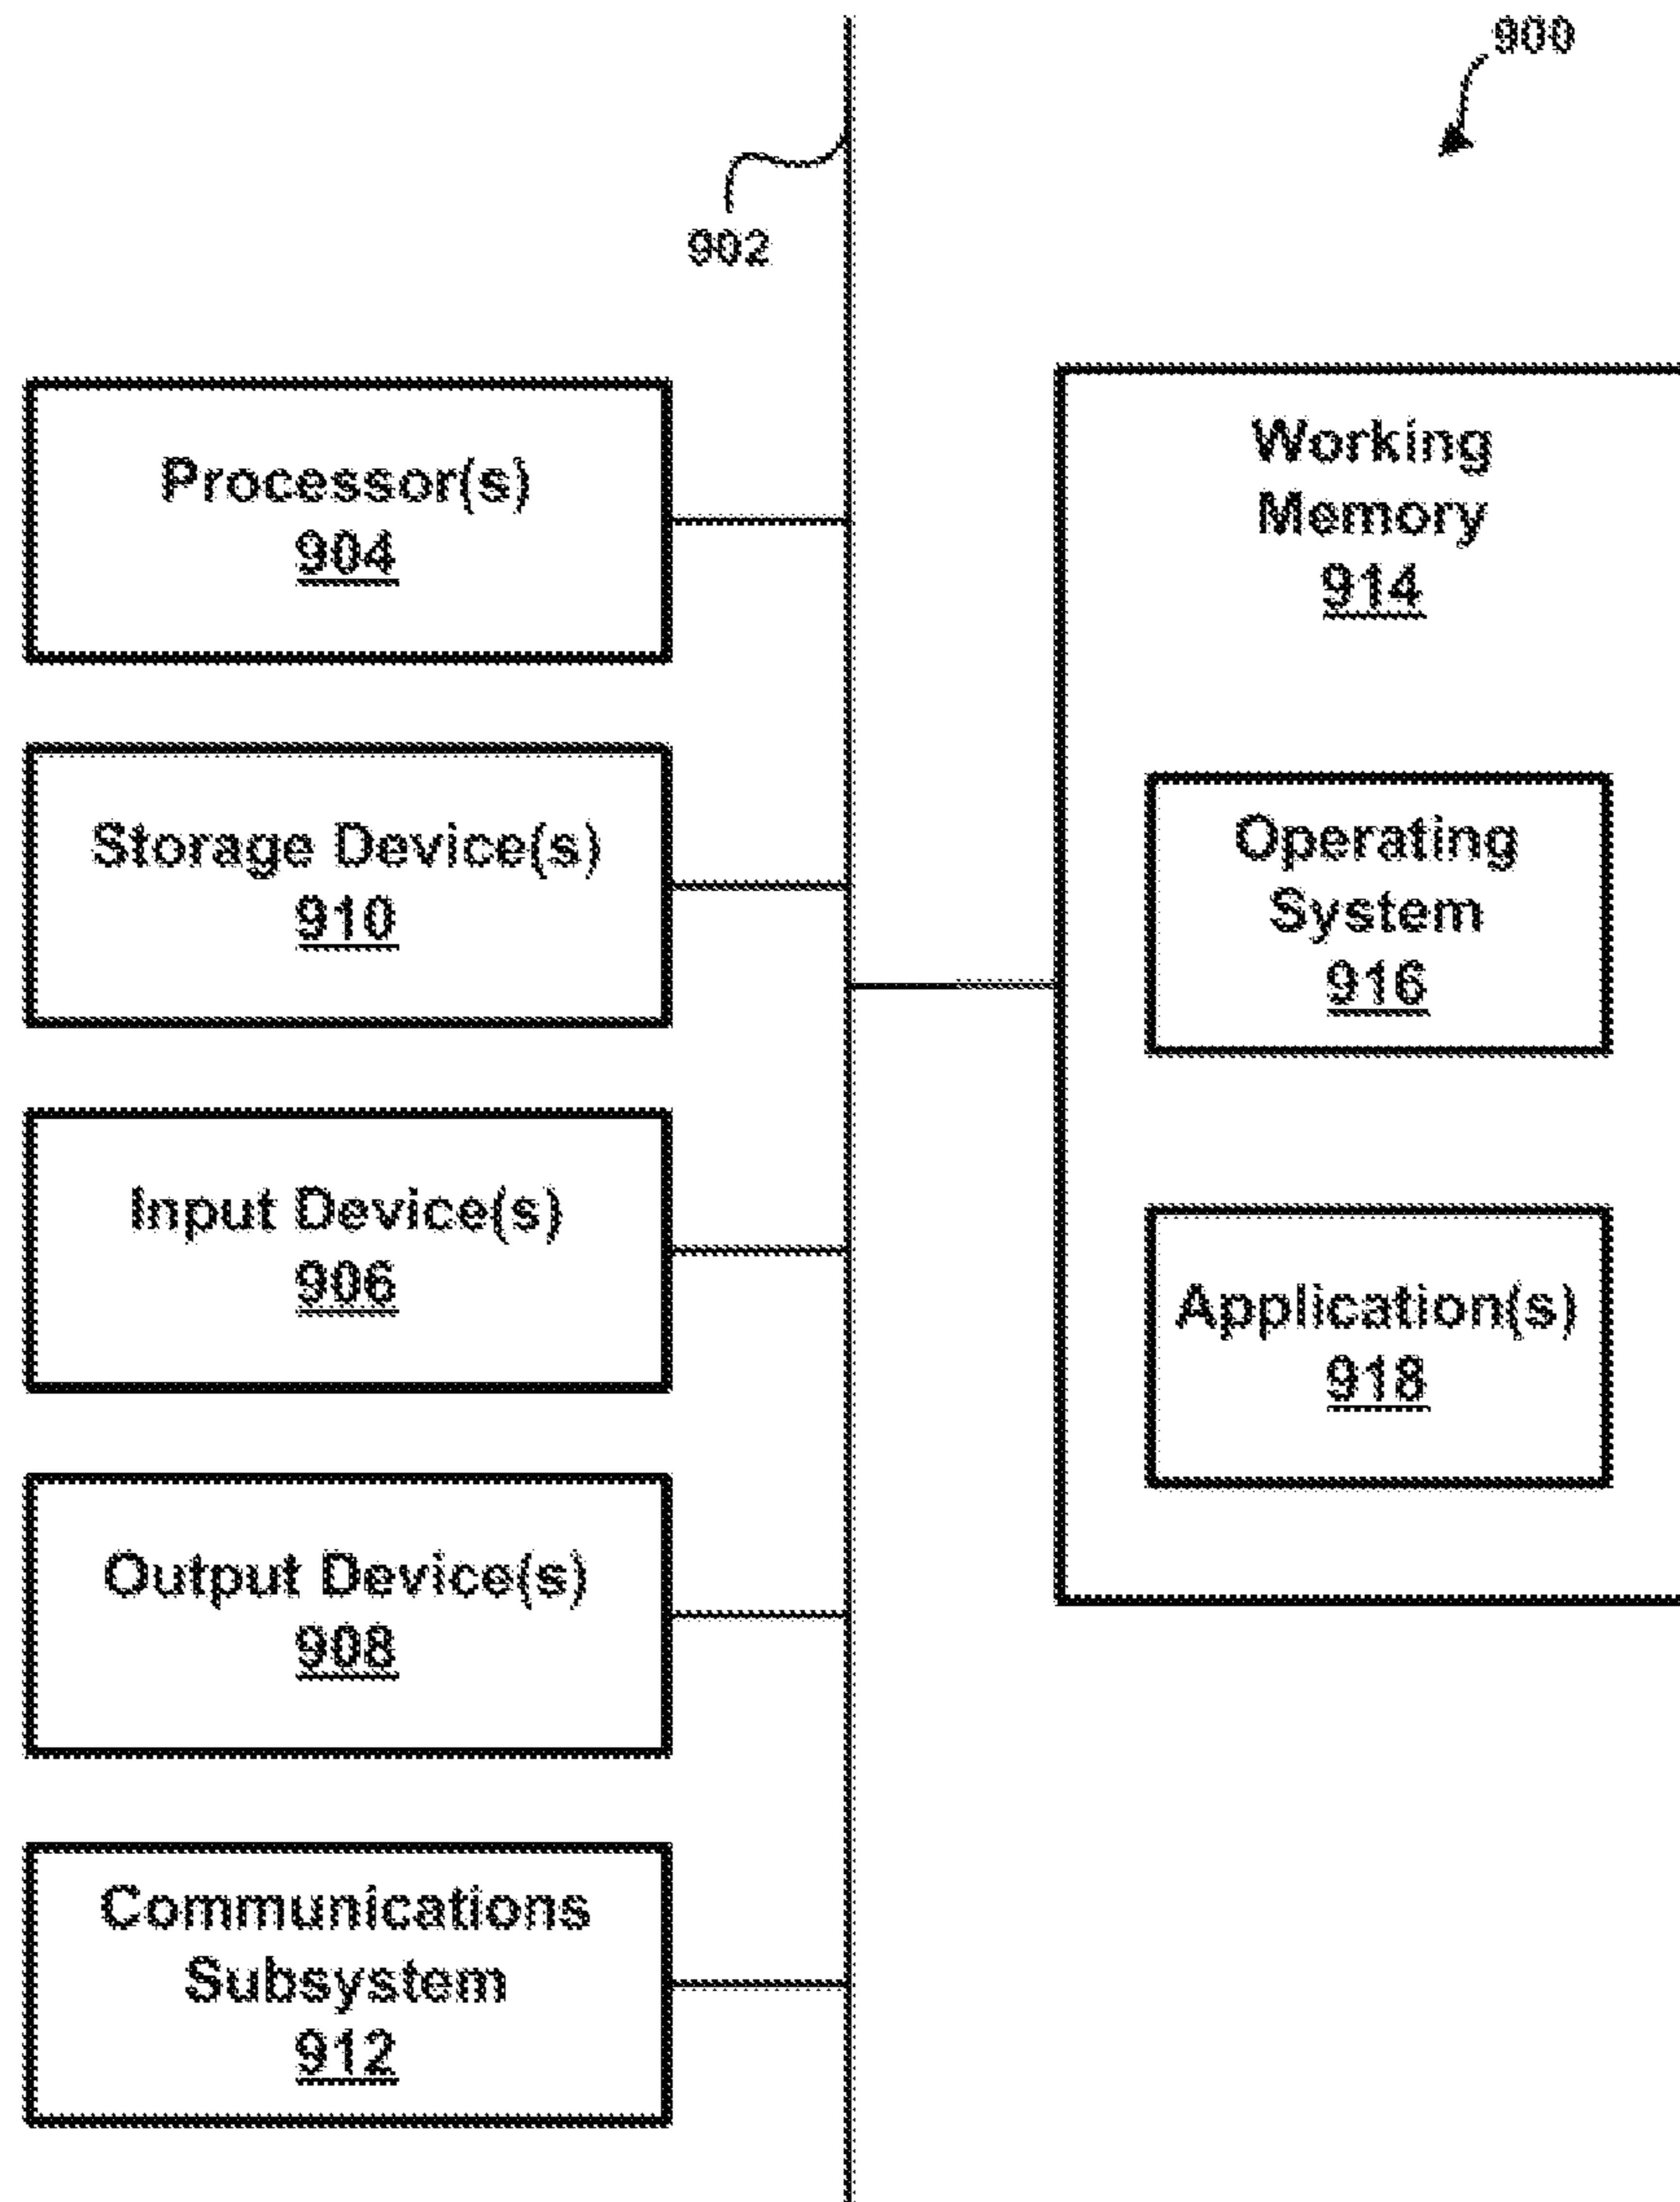 900
902
Processor(s)
904
Storage Device(s)
910
Input Device(s)
906
Output Device(s)
908
Communications
Subsystem
912
Working
Memory
914
Operating
System
916
Application(s)
918